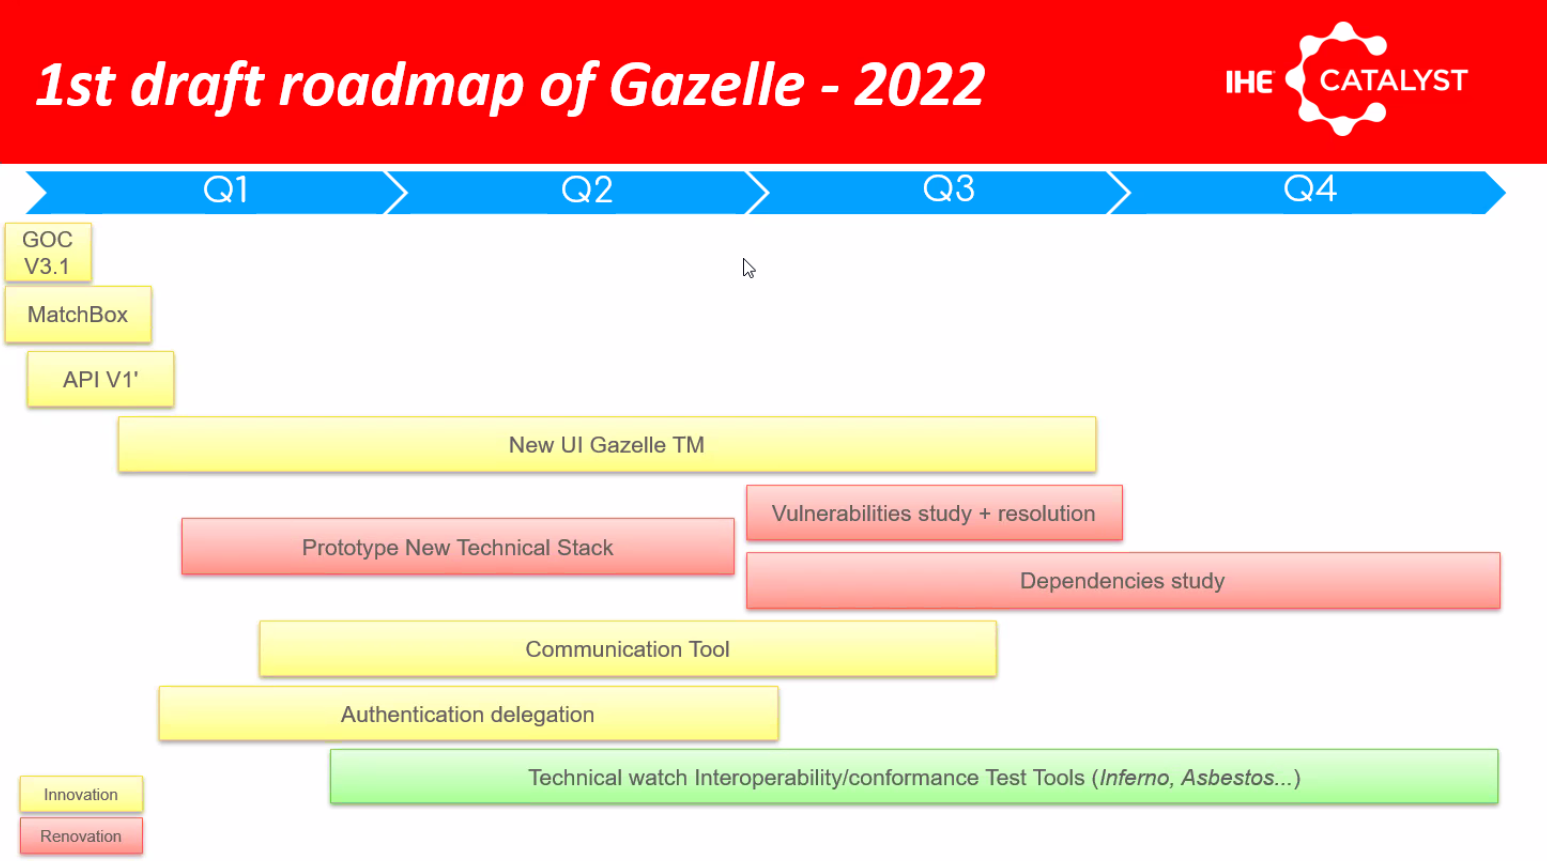 1st draft roadmap of Gazelle - 2022
IHE CATALYST
Q1 Q2 Q3 Q4
GOC
V3.1
MatchBox
API V1'
New UI Gazelle TM
Vulnerabilities study + resolution
Prototype New Technical Stack
Dependencies study
Communication Tool
Authentication delegation
Technical watch Interoperability/conformance Test Tools (Inferno, Asbestos...)
Innovation
Renovation